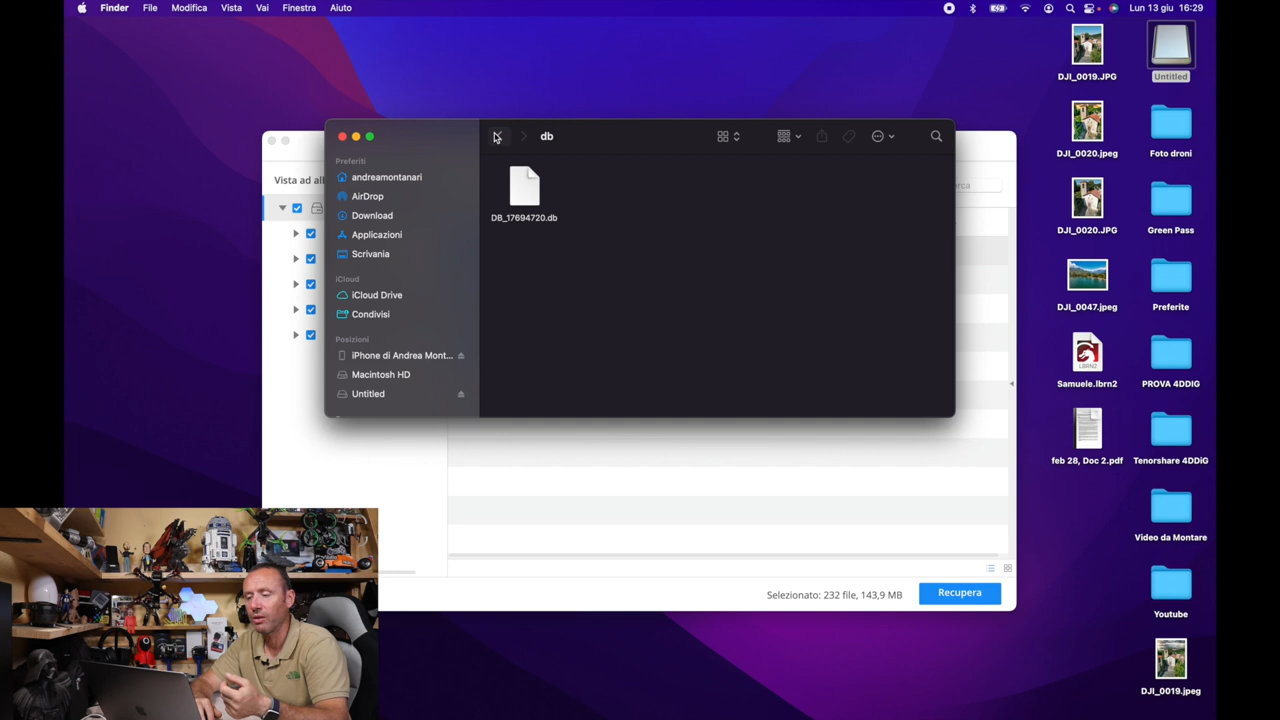 Finder File Modifica Vista Vai Finestra Aiuto
Lun 13 giu 16:29
db
DB_17694720.db
Preferiti
andreamontanari
AirDrop
Download
Applicazioni
Scrivania
iCloud
iCloud Drive
Condivisi
Posizioni
iPhone di Andrea Mont...
Macintosh HD
Untitled
Vista ad al
rca
Selezionato: 232 file, 143,9 MB
Recupera
DJI_0019.JPG
Untitled
DJI_0020.jpeg
Foto droni
DJI_0020.JPG
Green Pass
DJI_0047.jpeg
Preferite
LBRN2
Samuele.lbrn2
PROVA 4DDIG
feb 28, Doc 2.pdf
Tenorshare 4DDiG
Video da Montare
Youtube
DJI_0019.jpeg